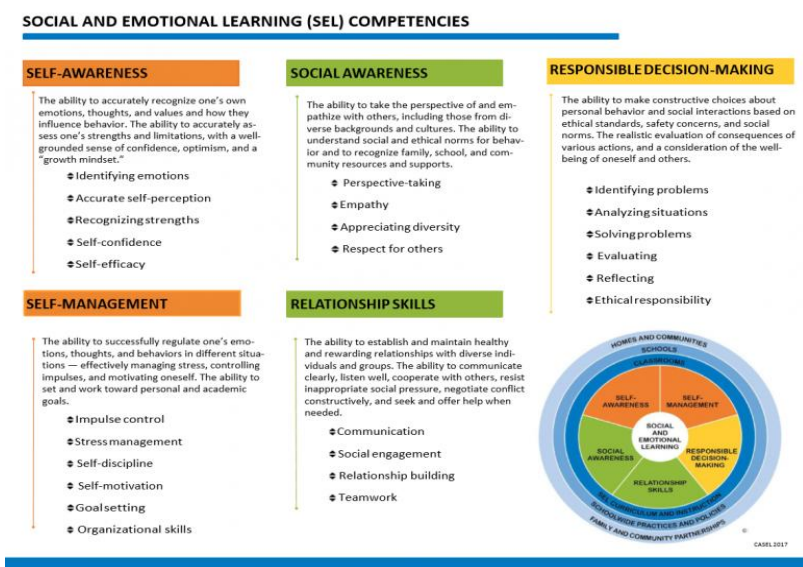 SOCIAL AND EMOTIONAL LEARNING (SEL) COMPETENCIES
SELF-AWARENESS
The ability to accurately recognize one's own
emotions, thoughts, and values and how they
influence behavior. The ability to accurately as-
sess one's strengths and limitations, with a well-
grounded sense of confidence, optimism, and a
"growth mindset."
Identifying emotions
Accurate self-perception
Recognizing strengths
Self-confidence
Self-efficacy
SOCIAL AWARENESS
The ability to take the perspective of and em-
pathize with others, including those from di-
verse backgrounds and cultures. The ability to
understand social and ethical norms for behav-
ior and to recognize family, school, and com-
munity resources and supports.
Perspective-taking
Empathy
Appreciating diversity
Respect for others
RESPONSIBLE DECISION-MAKING
The ability to make constructive choices about
personal behavior and social interactions based on
ethical standards, safety concerns, and social
norms. The realistic evaluation of consequences of
various actions, and a consideration of the well-
being of oneself and others.
Identifying problems
Analyzing situations
Solving problems
Evaluating
Reflecting
Ethical responsibility
SELF-MANAGEMENT
The ability to successfully regulate one's emo-
tions, thoughts, and behaviors in different situa-
tions — effectively managing stress, controlling
impulses, and motivating oneself. The ability to
set and work toward personal and academic
goals.
Impulse control
Stress management
Self-discipline
Self-motivation
Goal setting
Organizational skills
RELATIONSHIP SKILLS
The ability to establish and maintain healthy
and rewarding relationships with diverse indi-
viduals and groups. The ability to communicate
clearly, listen well, cooperate with others, resist
inappropriate social pressure, negotiate conflict
constructively, and seek and offer help when
needed.
Communication
Social engagement
Relationship building
Teamwork
HOMES AND COMMUNITIES
SCHOOLS
CLASSROOMS
SELF-
AWARENESS
SELF-
MANAGEMENT
SOCIAL
AND
EMOTIONAL
LEARNING
SOCIAL
AWARENESS
RESPONSIBLE
DECISION-
MAKING
RELATIONSHIP
SKILLS
SEL CURRICULUM AND INSTRUCTION
SCHOOLWIDE PRACTICES AND POLICIES
FAMILY AND COMMUNITY PARTNERSHIPS
©
CASEL 2017